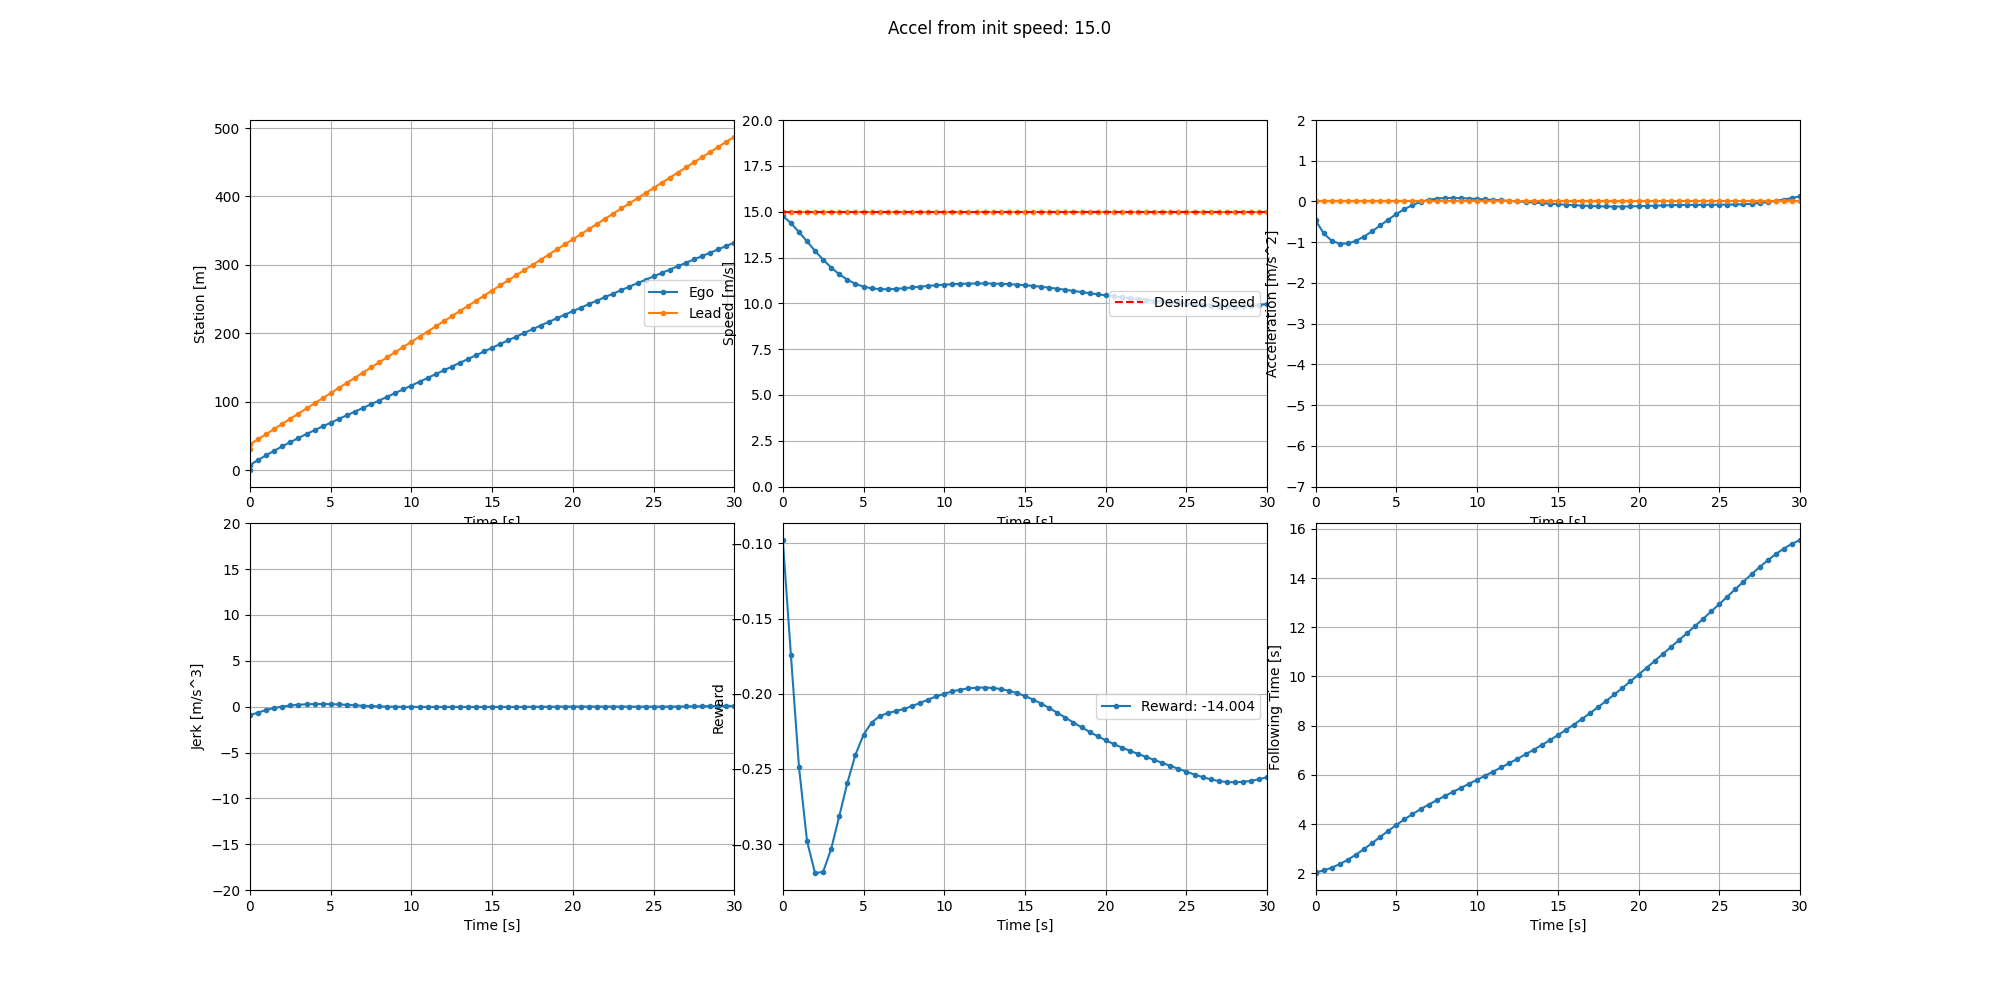 Accel from init speed: 15.0
Station [m]
500
400
300
200
100
0
Ego
Lead
0 5 10 15 20 25 30
Time [s]
Speed [m/s]
20.0
17.5
15.0
12.5
10.0
7.5
5.0
2.5
0.0
Desired Speed
0 5 10 15 20 25 30
Time [s]
Acceleration [m/s^2]
2
1
0
−1
−2
−3
−4
−5
−6
−7
0 5 10 15 20 25 30
Time [s]
Jerk [m/s^3]
20
15
10
5
0
−5
−10
−15
−20
0 5 10 15 20 25 30
Time [s]
Reward
−0.10
−0.15
−0.20
−0.25
−0.30
Reward: -14.004
0 5 10 15 20 25 30
Time [s]
Following Time [s]
16
14
12
10
8
6
4
2
0 5 10 15 20 25 30
Time [s]